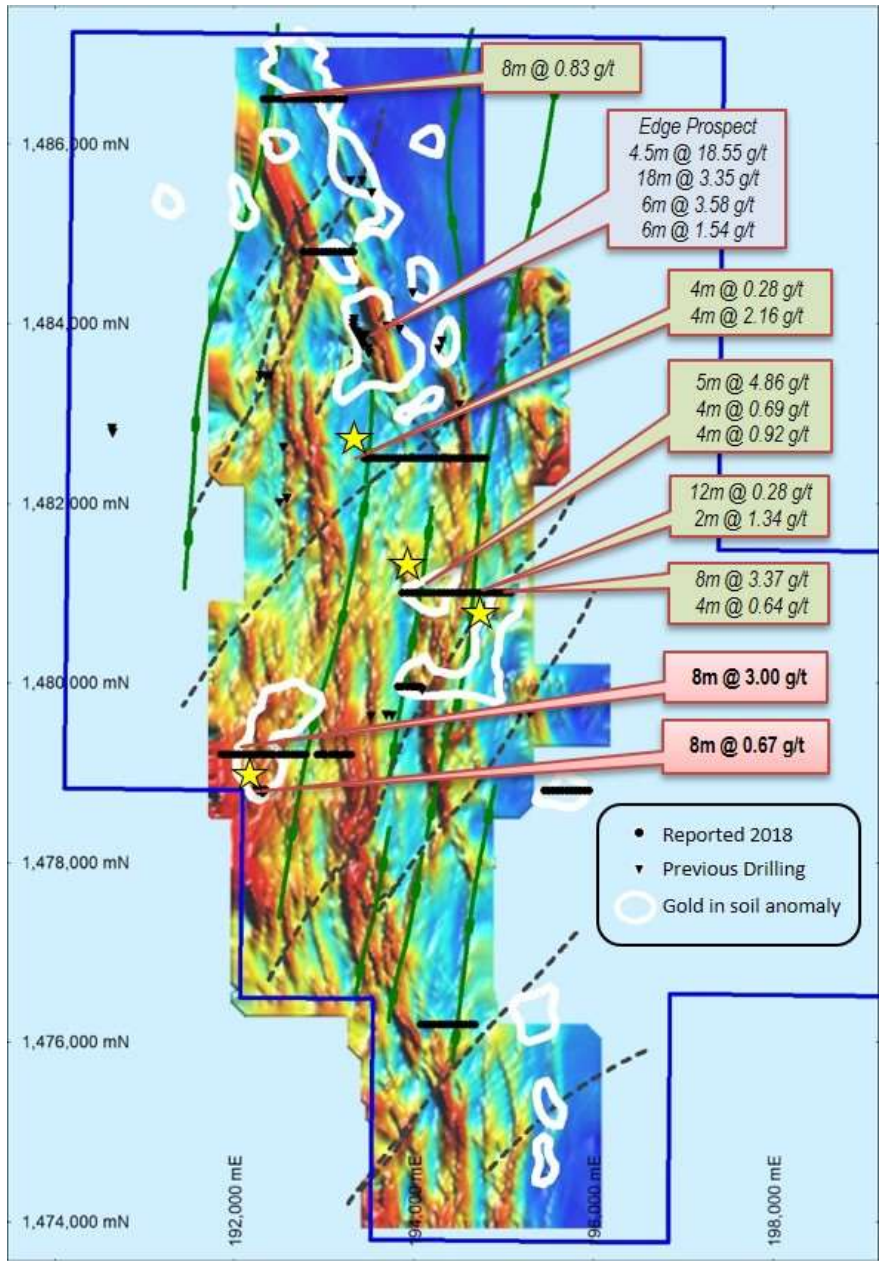 8m @ 0.83 g/t
1,486,000 mN
Edge Prospect
4.5m @ 18.55 g/t
18m @ 3.35 g/t
6m @ 3.58 g/t
6m @ 1.54 g/t
4m @ 0.28 g/t
4m @ 2.16 g/t
1,484,000 mN
5m @ 4.86 g/t
4m @ 0.69 g/t
4m @ 0.92 g/t
1,482,000 mN
12m @ 0.28 g/t
2m @ 1.34 g/t
8m @ 3.37 g/t
4m @ 0.64 g/t
1,480,000 mN
8m @ 3.00 g/t
8m @ 0.67 g/t
1,478,000 mN
Reported 2018
Previous Drilling
Gold in soil anomaly
1,476,000 mN
1,474,000 mN
192,000 mE
194,000 mE
196,000 mE
198,000 mE